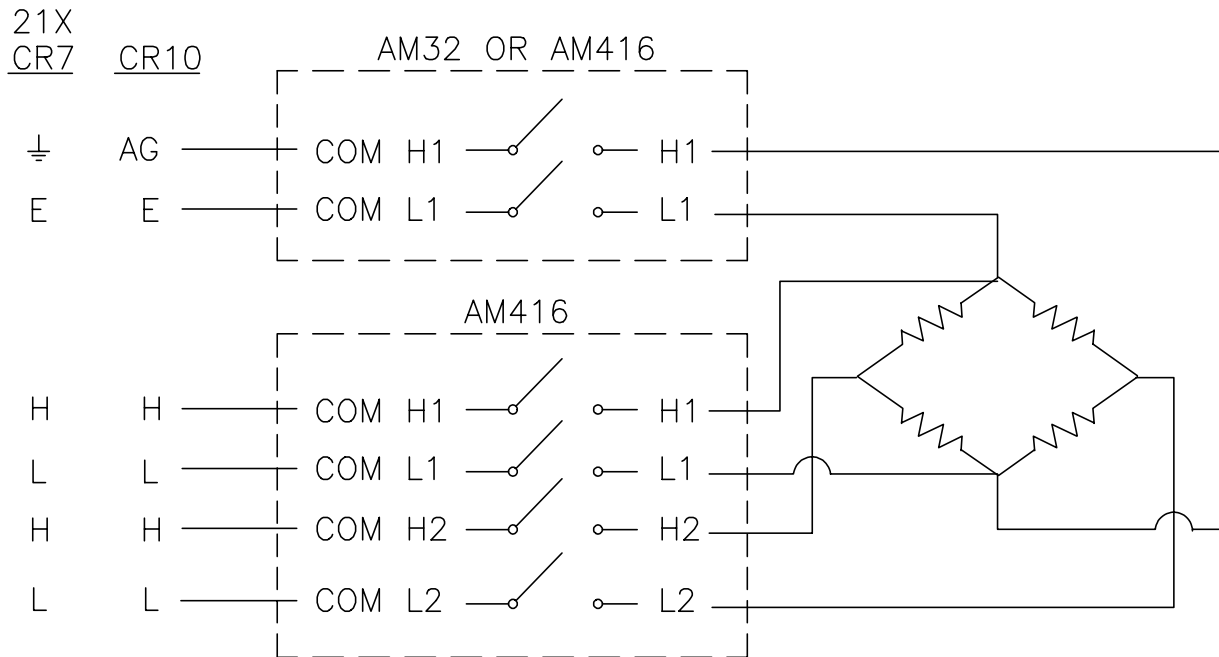 21X
CR7 CR10
AM32 OR AM416
AG COM H1 H1
E E COM L1 L1
AM416
H H COM H1 H1
L L COM L1 L1
H H COM H2 H2
L L COM L2 L2